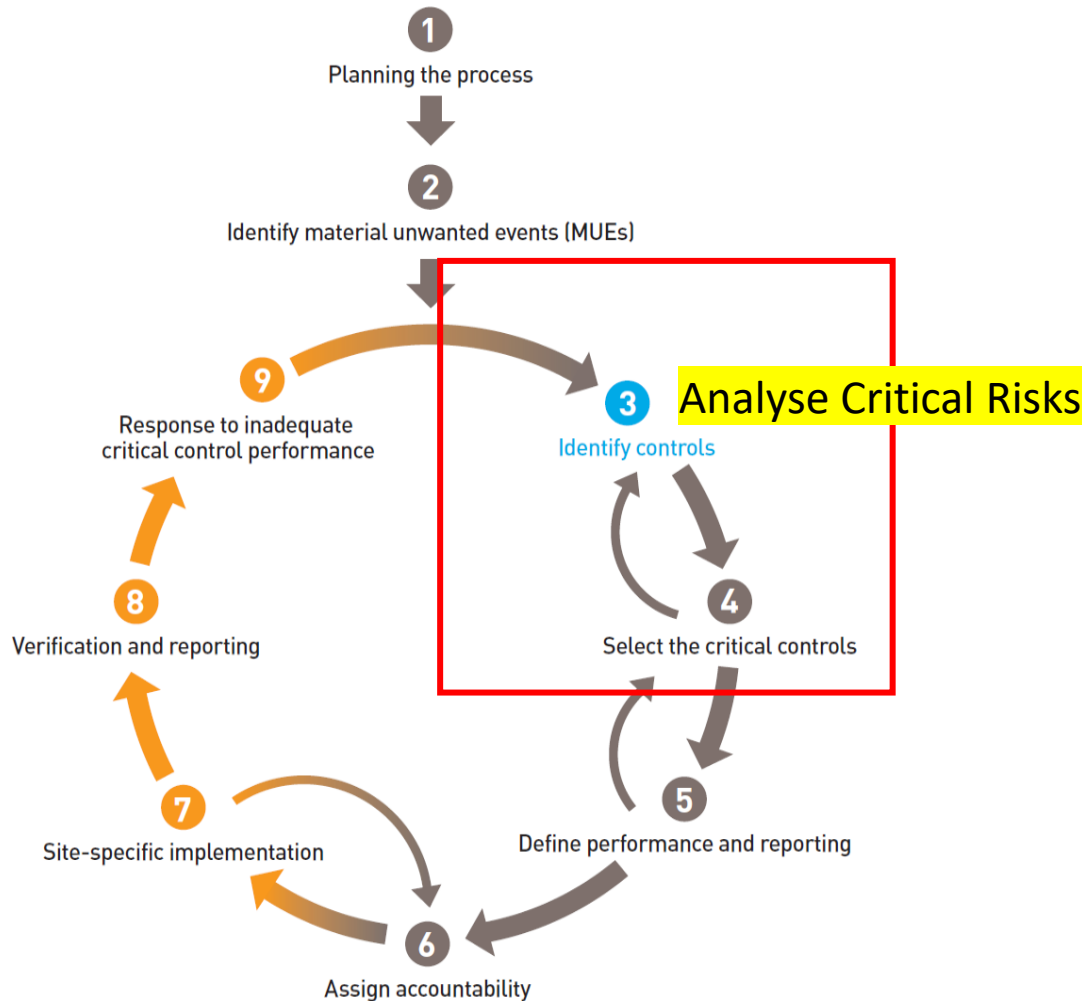 1
Planning the process
2
Identify material unwanted events (MUEs)
3
Analyse Critical Risks
Identify controls
4
Select the critical controls
5
Define performance and reporting
6
Assign accountability
7
Site-specific implementation
8
Verification and reporting
9
Response to inadequate
critical control performance